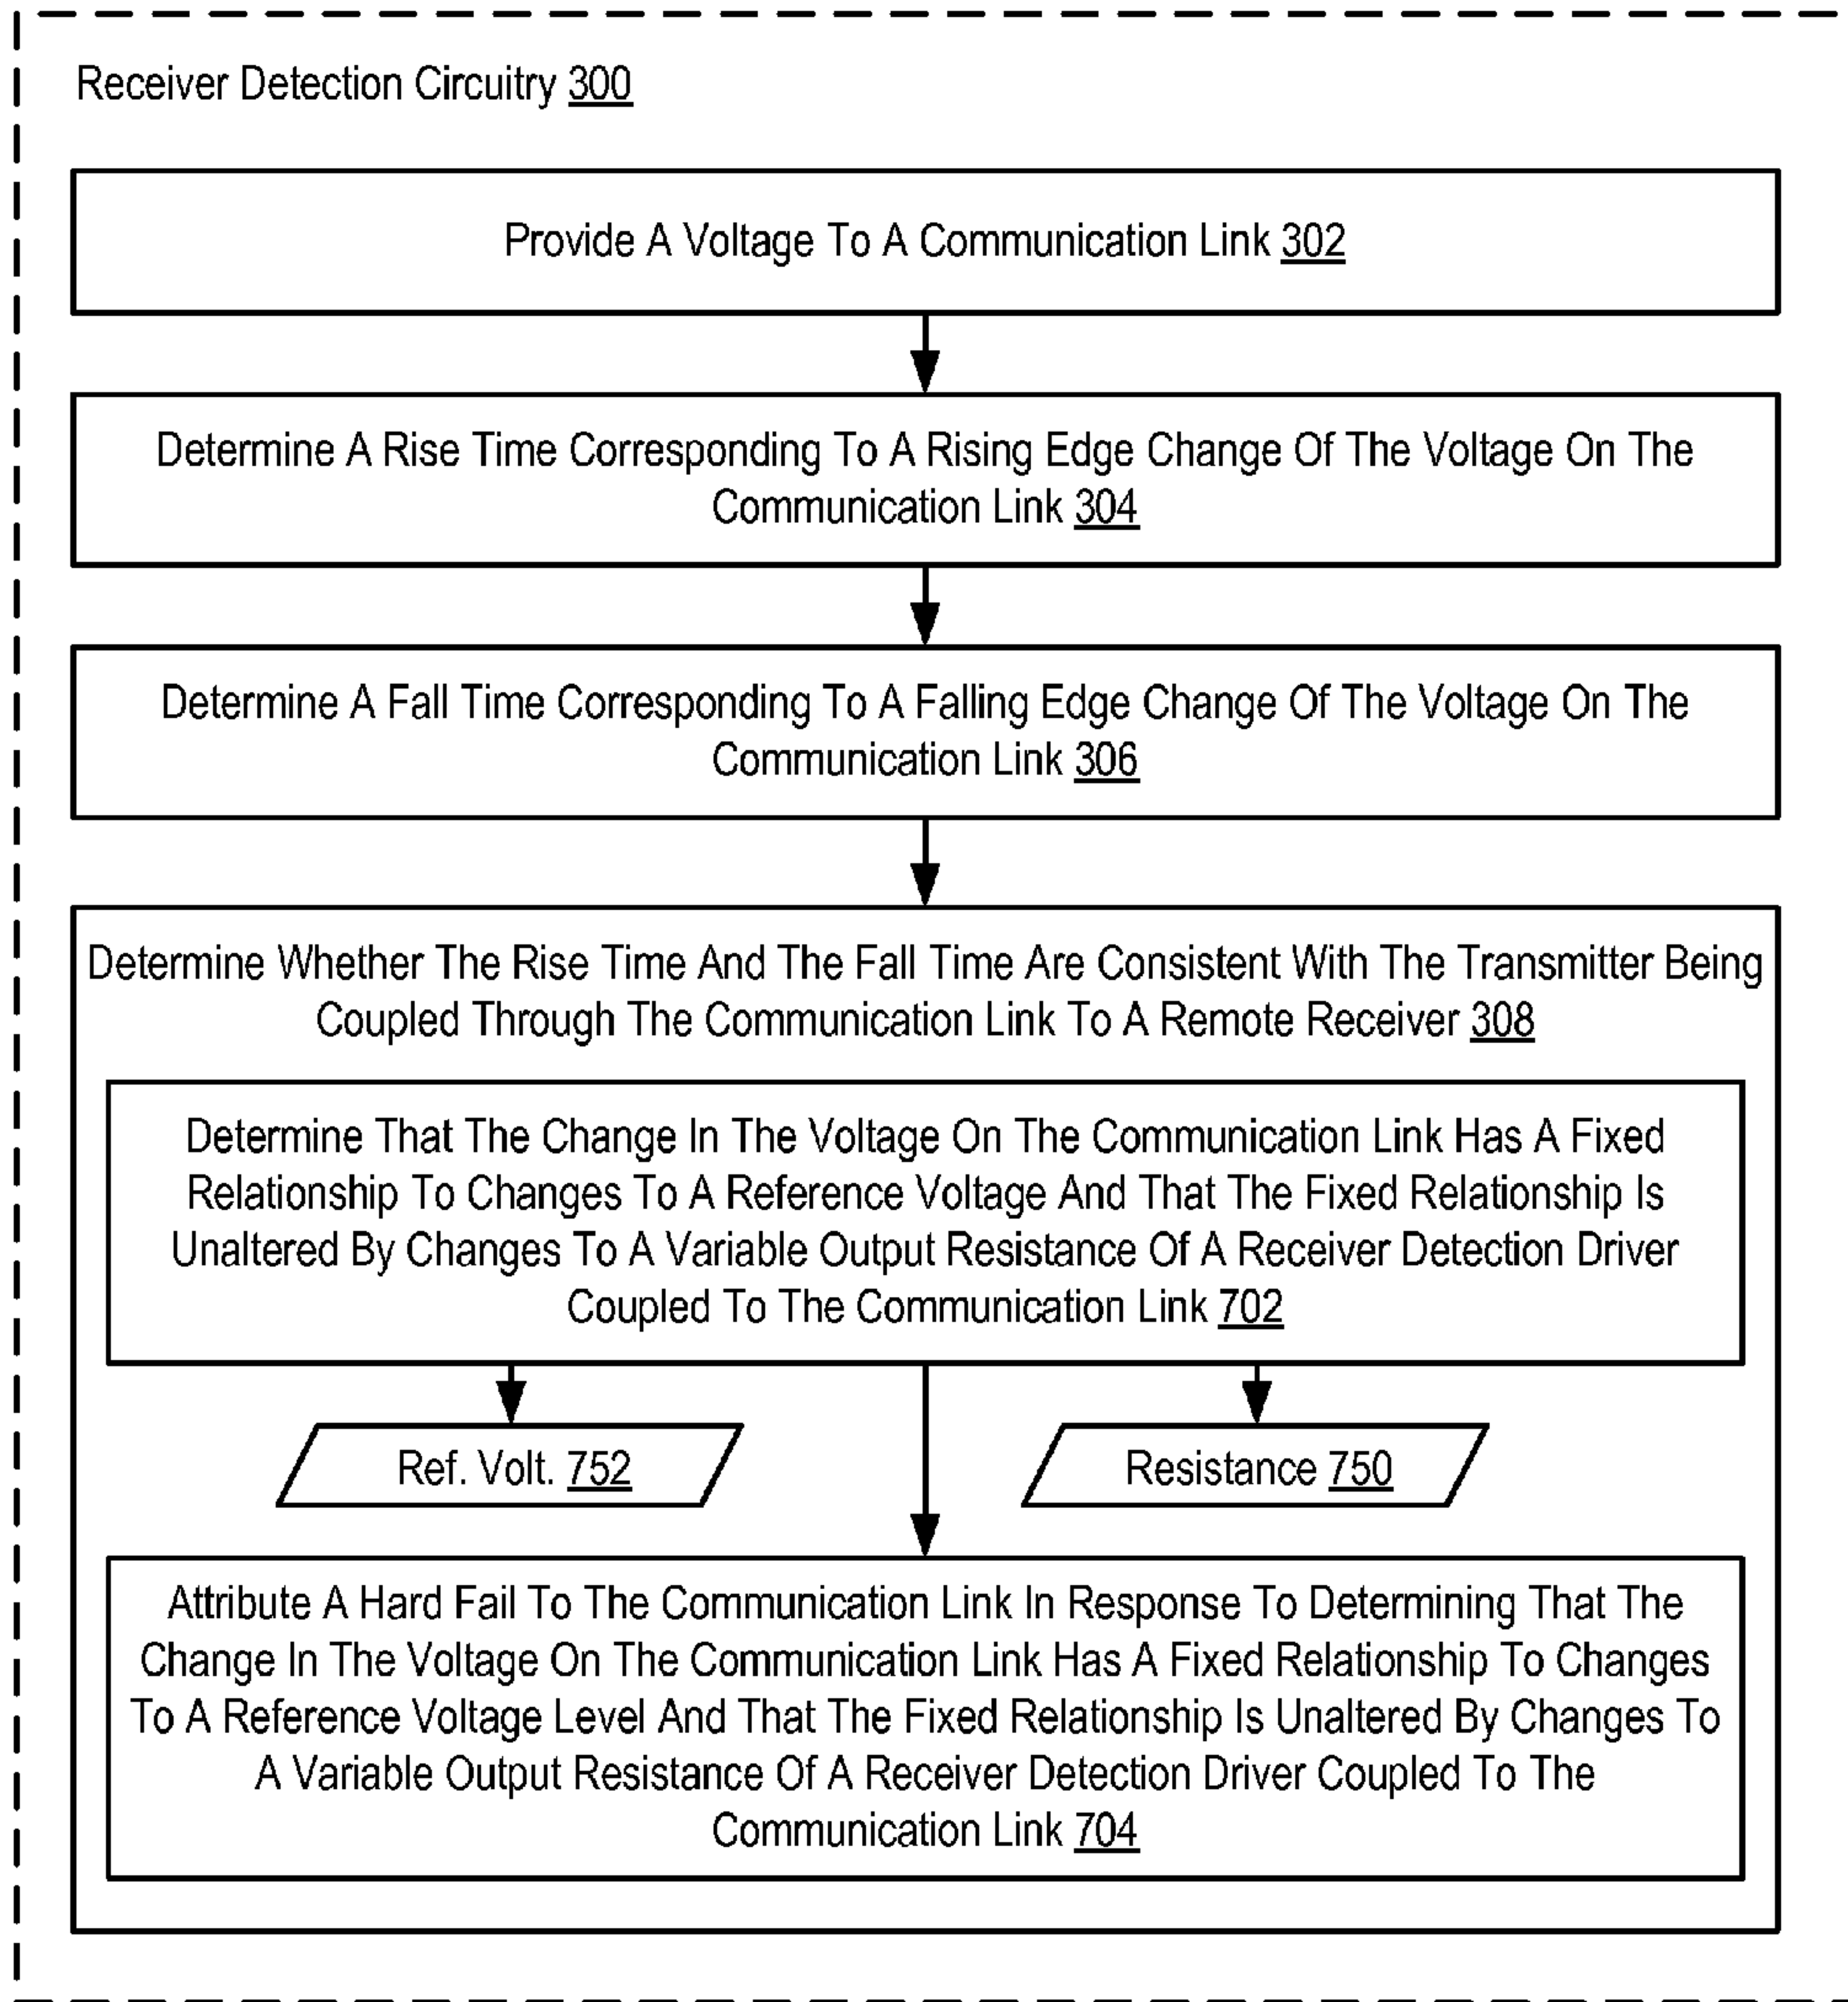 Receiver Detection Circuitry 300
Provide A Voltage To A Communication Link 302
Determine A Rise Time Corresponding To A Rising Edge Change Of The Voltage On The
Communication Link 304
Determine A Fall Time Corresponding To A Falling Edge Change Of The Voltage On The
Communication Link 306
Determine Whether The Rise Time And The Fall Time Are Consistent With The Transmitter Being
Coupled Through The Communication Link To A Remote Receiver 308
Determine That The Change In The Voltage On The Communication Link Has A Fixed
Relationship To Changes To A Reference Voltage And That The Fixed Relationship Is
Unaltered By Changes To A Variable Output Resistance Of A Receiver Detection Driver
Coupled To The Communication Link 702
Ref. Volt. 752
Resistance 750
Attribute A Hard Fail To The Communication Link In Response To Determining That The
Change In The Voltage On The Communication Link Has A Fixed Relationship To Changes
To A Reference Voltage Level And That The Fixed Relationship Is Unaltered By Changes To
A Variable Output Resistance Of A Receiver Detection Driver Coupled To The
Communication Link 704